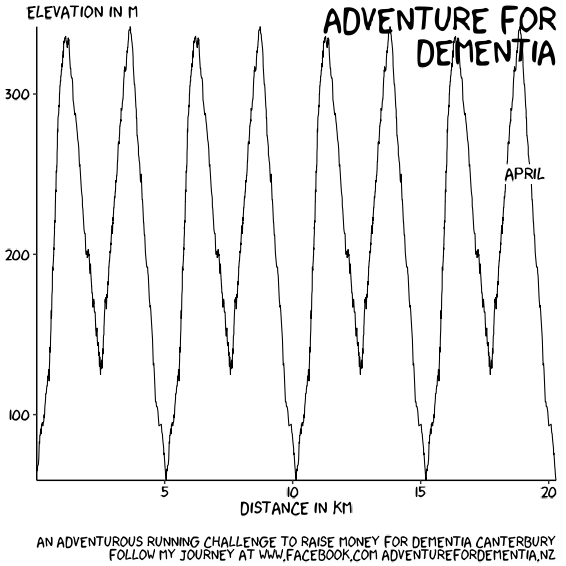 ELEVATION IN M
ADVENTURE FOR
DEMENTIA
300
APRIL
200
100
5
10
15
20
DISTANCE IN KM
AN ADVENTUROUS RUNNING CHALLENGE TO RAISE MONEY FOR DEMENTIA CANTERBURY
FOLLOW MY JOURNEY AT WWW.FACEBOOK.COM ADVENTUREFORDEMENTIA.NZ